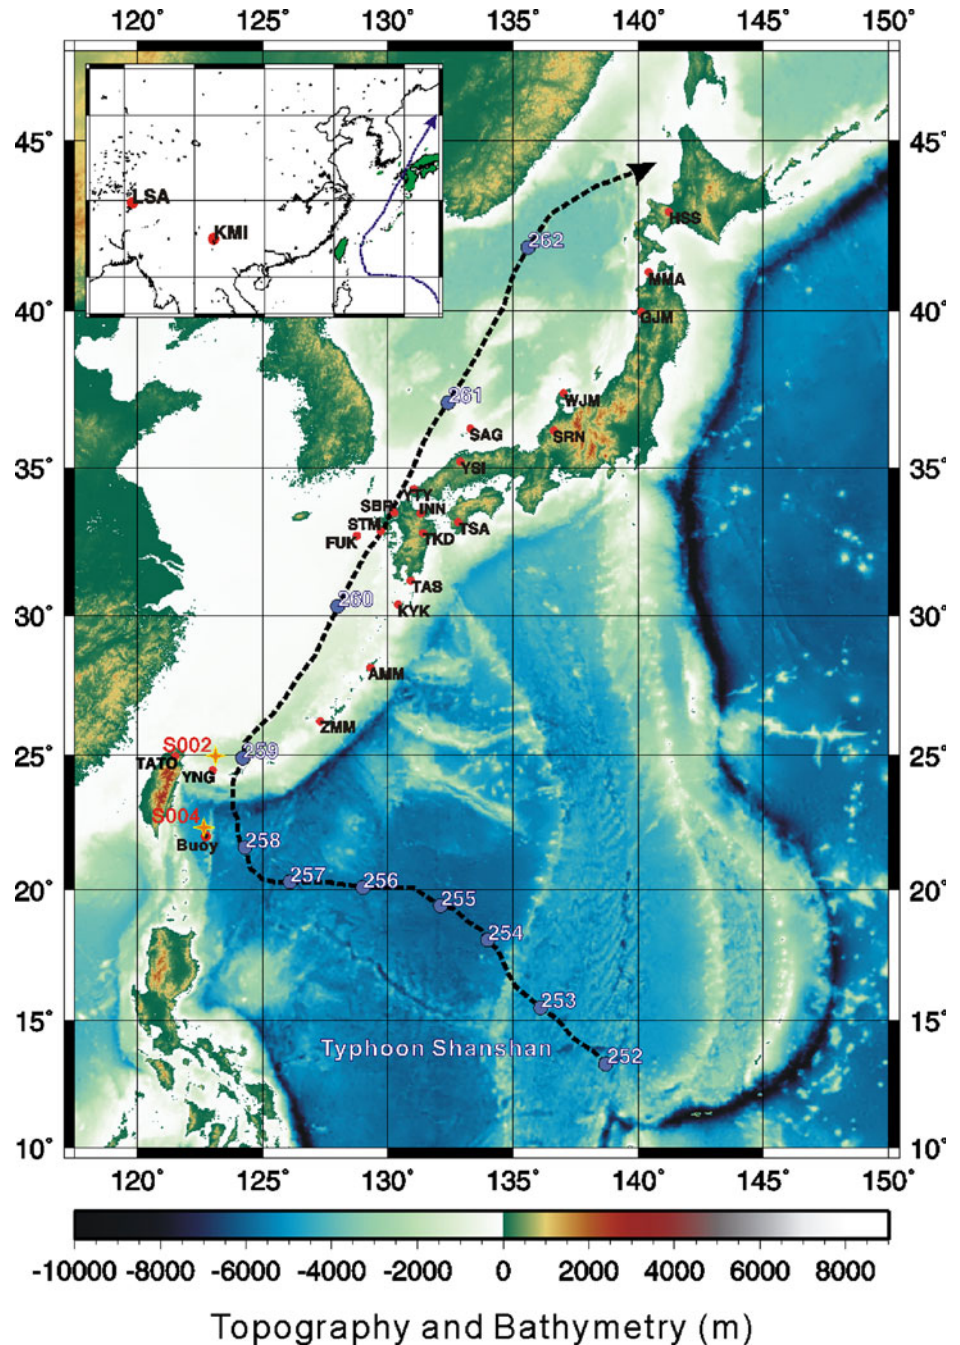 120° 125° 130° 135° 140° 145° 150°
45° 45°
LSA
KMI
HSS
262
MMA
40° 40°
GJM
261
WJM
SAG
SRN
35° 35°
YSI
YTY
SBR
INN
STM
TSA
FUK
TKD
TAS
260
KYK
30° 30°
AMM
ZMM
S002
259
25° 25°
TATO
YNG
S004
Buoy
258
257
256
20° 20°
255
254
253
15° 15°
Typhoon Shanshan
252
10° 10°
120° 125° 130° 135° 140° 145° 150°
-10000 -8000 -6000 -4000 -2000 0 2000 4000 6000 8000
Topography and Bathymetry (m)